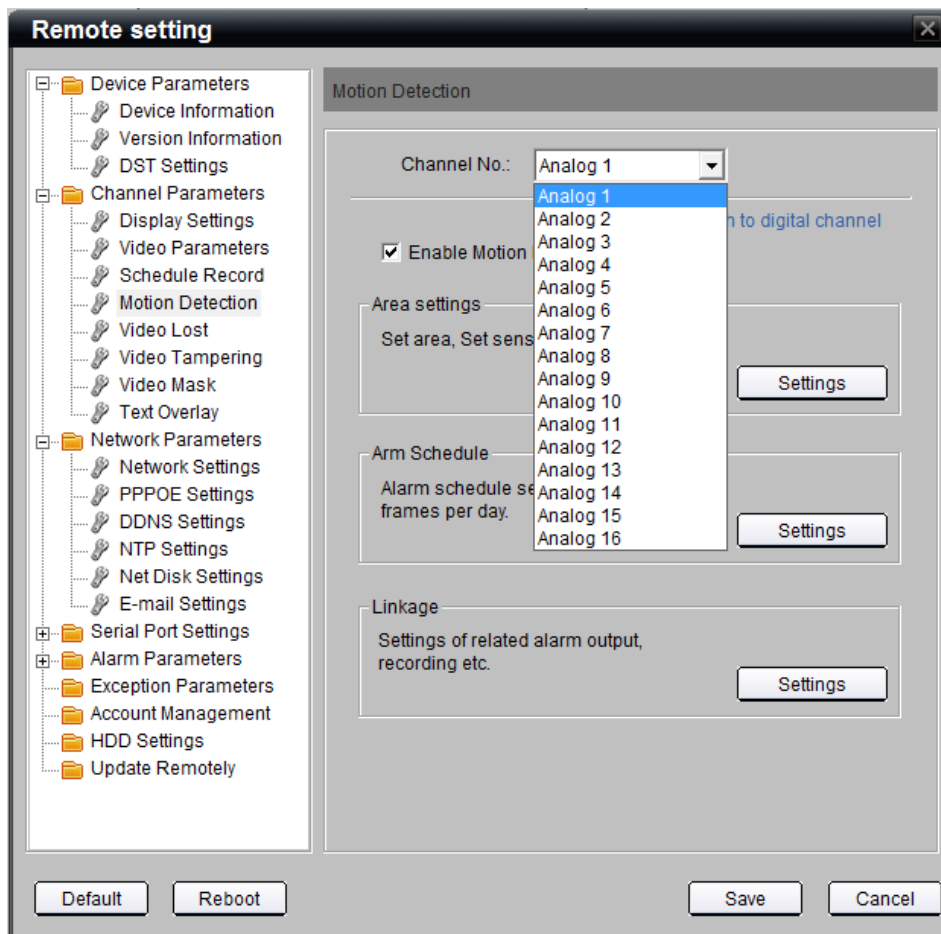 Remote setting
Device Parameters
Device Information
Version Information
DST Settings
Channel Parameters
Display Settings
Video Parameters
Schedule Record
Motion Detection
Video Lost
Video Tampering
Video Mask
Text Overlay
Network Parameters
Network Settings
PPPOE Settings
DDNS Settings
NTP Settings
Net Disk Settings
E-mail Settings
Serial Port Settings
Alarm Parameters
Exception Parameters
Account Management
HDD Settings
Update Remotely
Motion Detection
Channel No.: Analog 1
Analog 1
Analog 2
Analog 3
Analog 4
Analog 5
Analog 6
Analog 7
Analog 8
Analog 9
Analog 10
Analog 11
Analog 12
Analog 13
Analog 14
Analog 15
Analog 16
to digital channel
Enable Motion
Area settings
Set area, Set
Settings
Arm Schedule
Alarm schedule
frames per day.
Settings
Linkage
Settings of related alarm output,
recording etc.
Settings
Default
Reboot
Save
Cancel